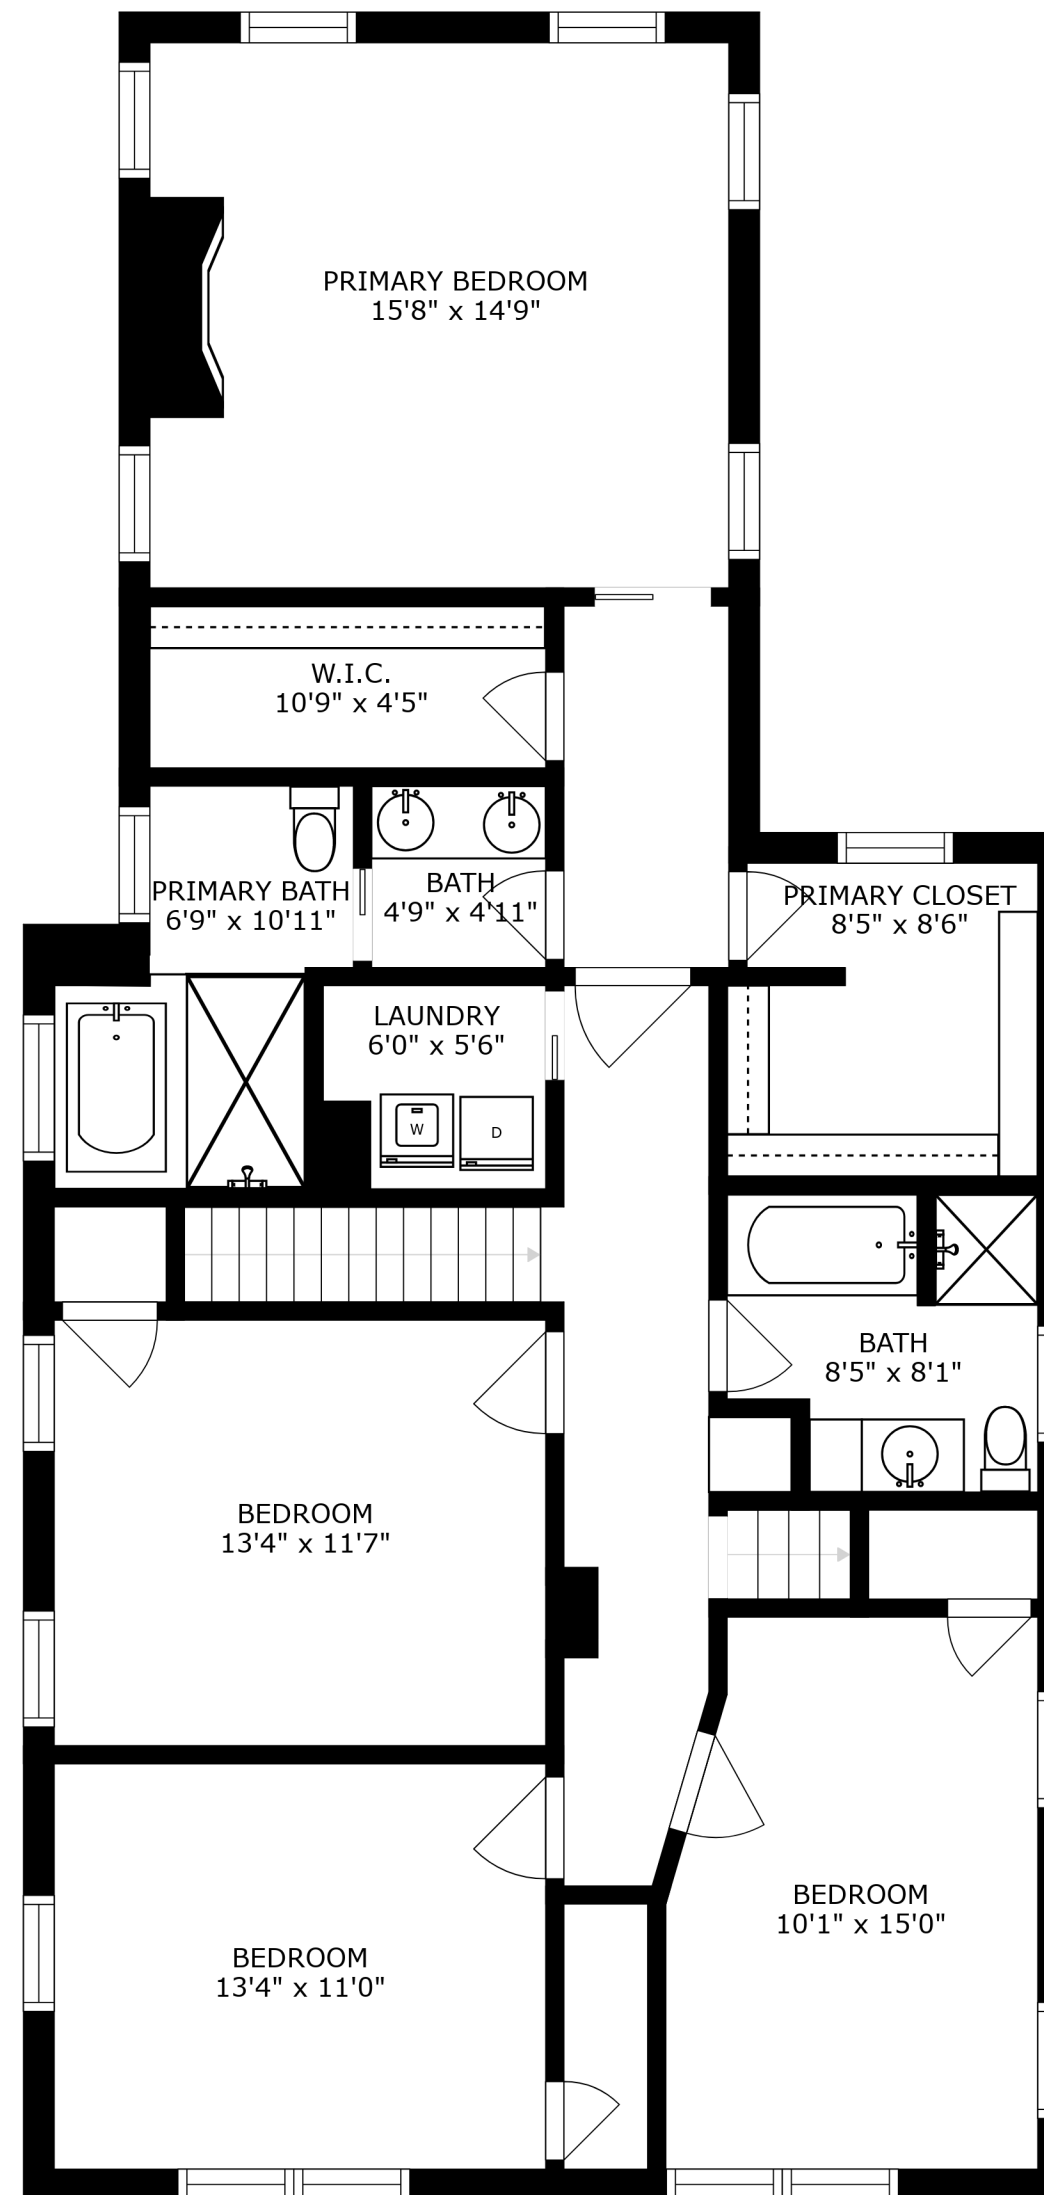 PRIMARY BEDROOM
15'8" x 14'9"
W.I.C.
10'9" x 4'5"
PRIMARY BATH
6'9" x 10'11"
BATH
4'9" x 4'11"
PRIMARY CLOSET
8'5" x 8'6"
LAUNDRY
6'0" x 5'6"
W
D
BATH
8'5" x 8'1"
BEDROOM
13'4" x 11'7"
BEDROOM
10'1" x 15'0"
BEDROOM
13'4" x 11'0"